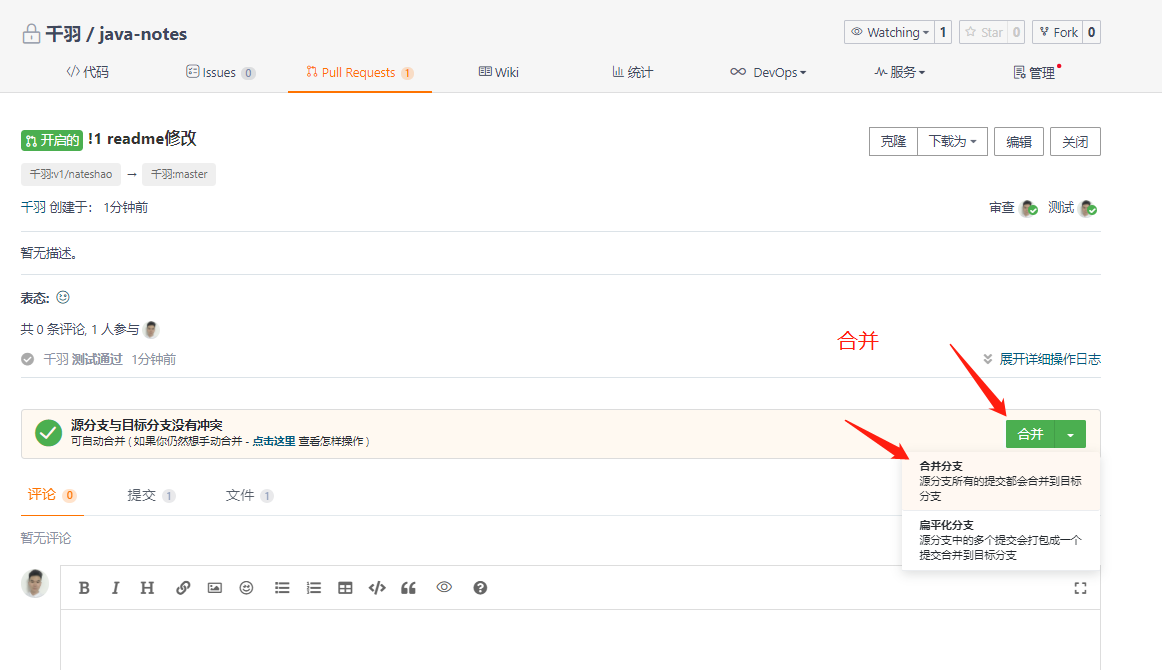 千羽 / java-notes
Watching 1 Star 0 Fork 0
代码 Issues 0 Pull Requests 1 Wiki 统计 DevOps 服务 管理
开启的 !1 readme修改
克隆 下载为 编辑 关闭
千羽:v1/nateshao → 千羽:master
千羽 创建于: 1分钟前
审查 测试
暂无描述。
表态:
共 0 条评论, 1 人参与
合并
千羽 测试通过 1分钟前
展开详细操作日志
源分支与目标分支没有冲突
可自动合并 ( 如果你仍然想手动合并 - 点击这里 查看怎样操作 )
合并
合并分支
源分支所有的提交都会合并到目标
分支
扁平化分支
源分支中的多个提交会打包成一个
提交合并到目标分支
评论 0 提交 1 文件 1
暂无评论
B I H